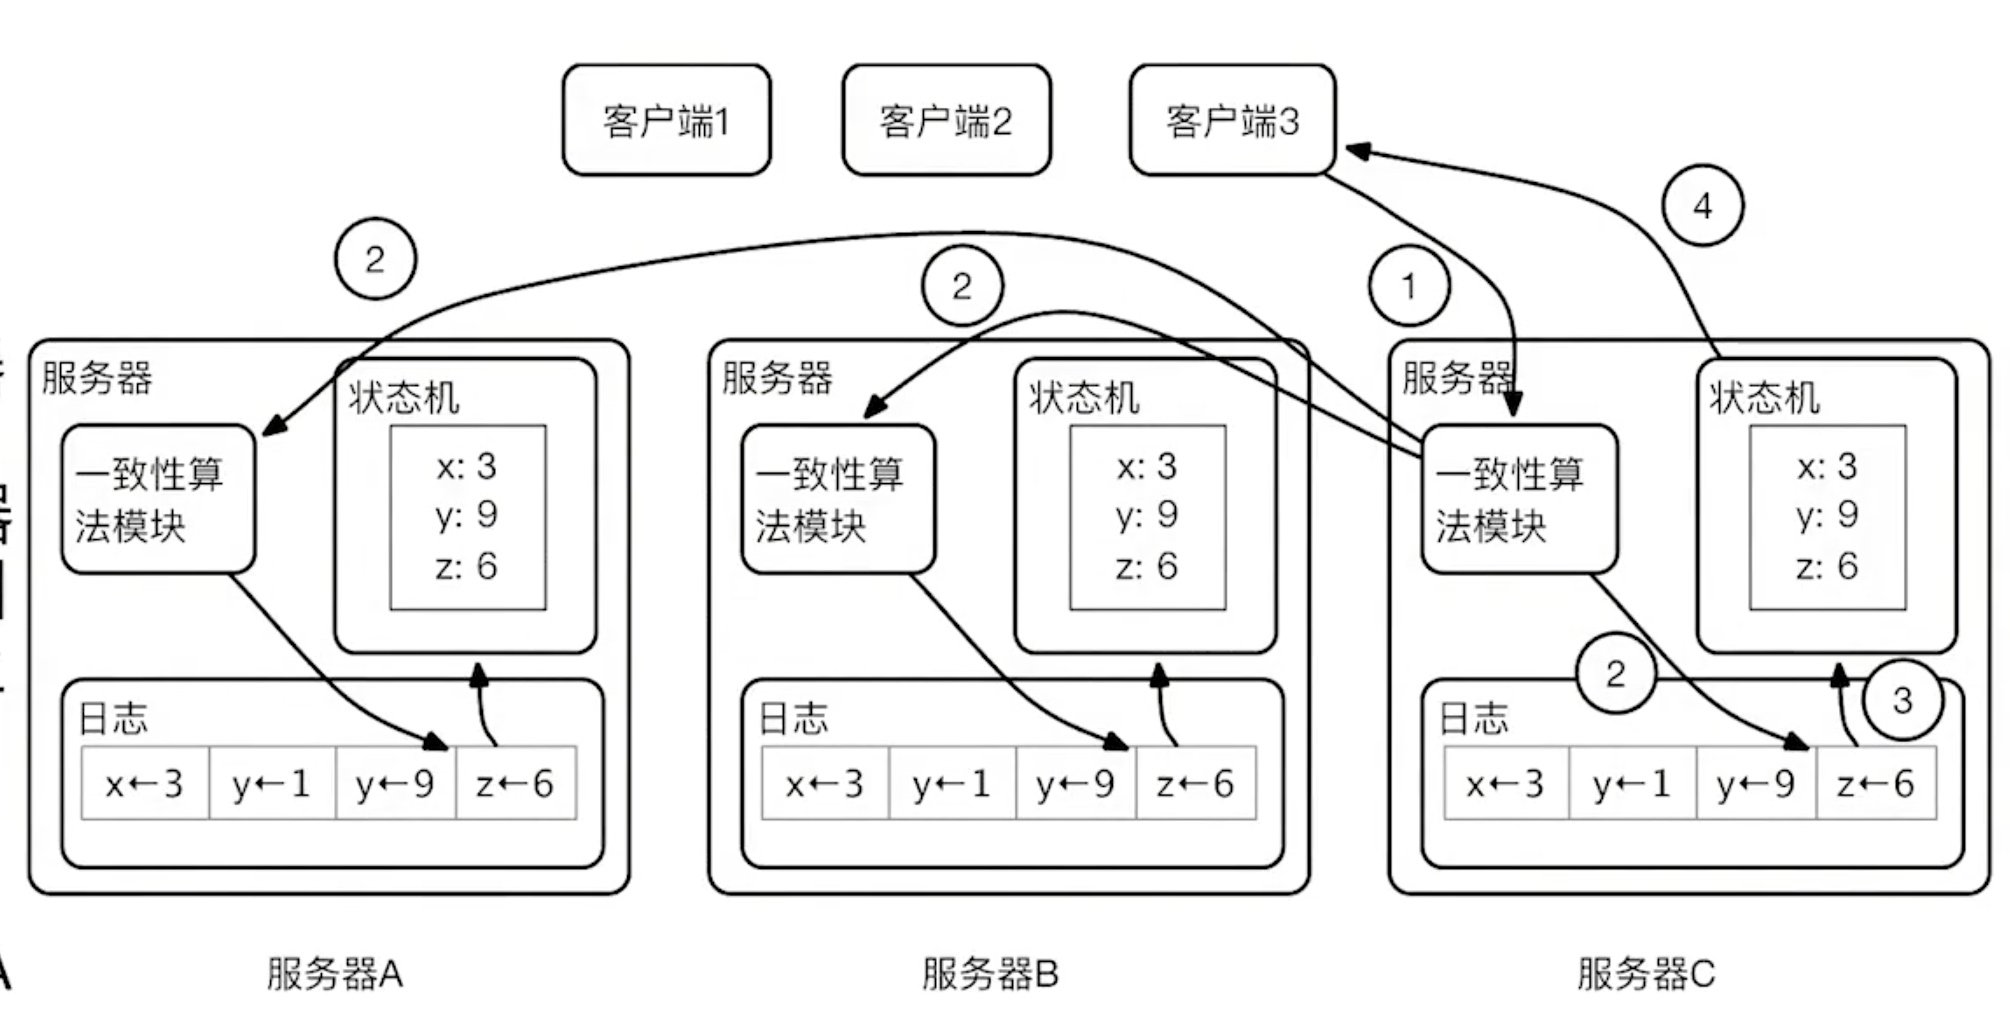 客户端1
客户端2
客户端3
4
2
2
1
服务器
状态机
一致性算
法模块
x: 3
y: 9
z: 6
日志
x←3
y←1
y←9
z←6
服务器A
服务器
状态机
一致性算
法模块
x: 3
y: 9
z: 6
日志
x←3
y←1
y←9
z←6
服务器B
服务器
状态机
一致性算
法模块
x: 3
y: 9
z: 6
2
3
日志
x←3
y←1
y←9
z←6
服务器C